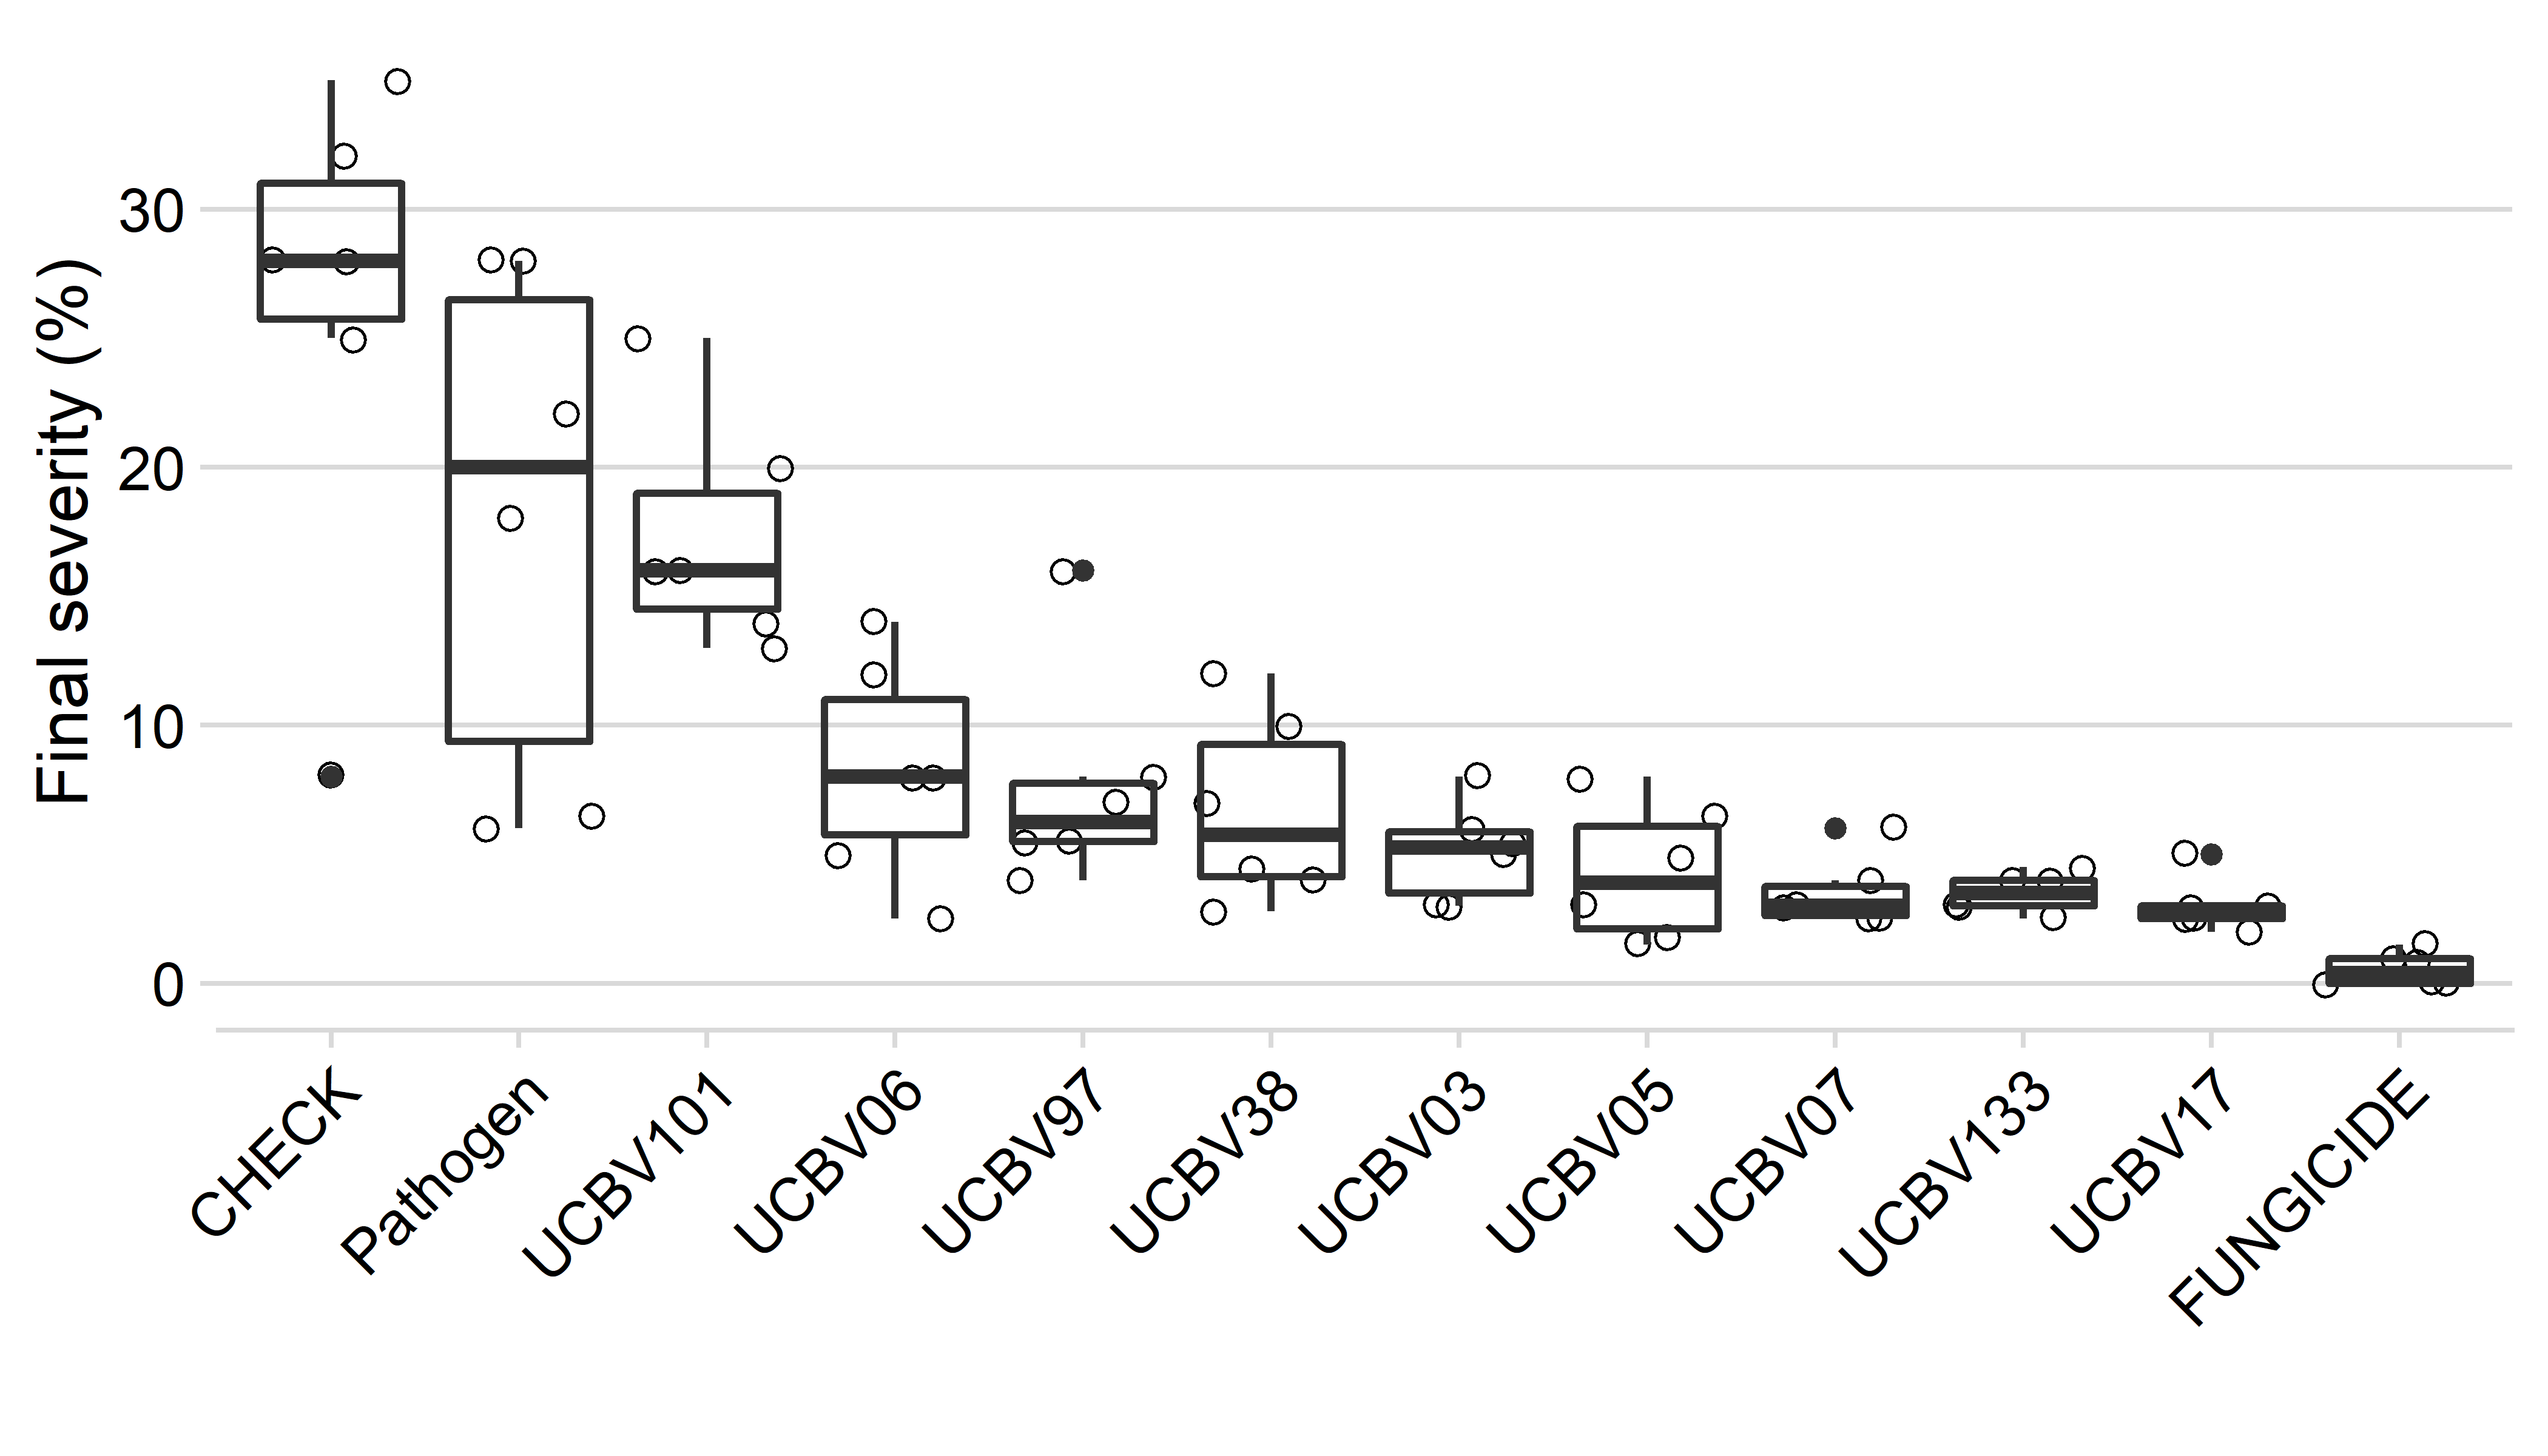 Final severity (%)
30
20
10
0
CHECK
Pathogen
UCBV101
UCBV06
UCBV97
UCBV38
UCBV03
UCBV05
UCBV07
UCBV133
UCBV17
FUNGICIDE